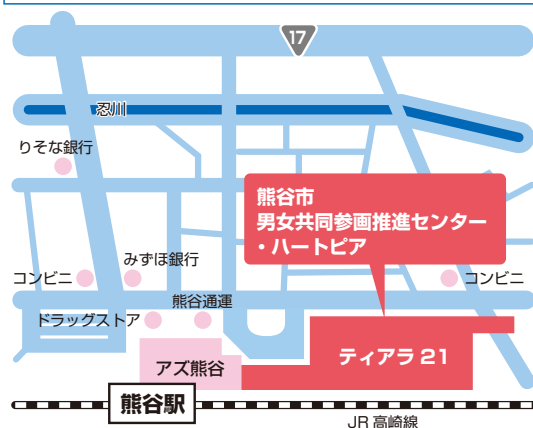 17
忍川
りそな銀行
熊谷市
男女共同参画推進センター
・ハートピア
みずほ銀行
コンビニ
コンビニ
熊谷通運
ドラッグストア
アズ熊谷
ティアラ 21
熊谷駅
JR 高崎線